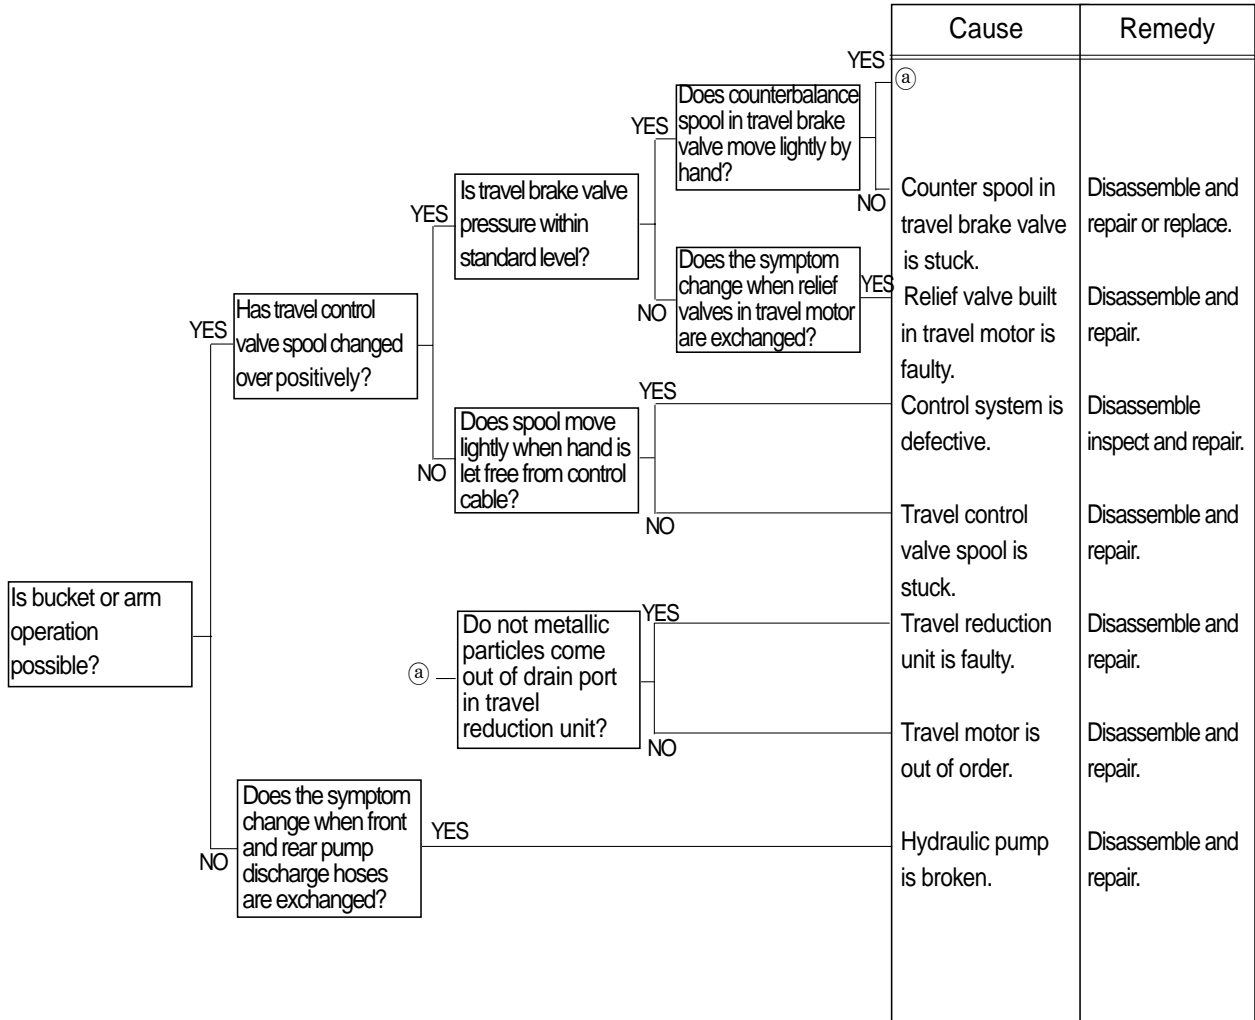 Cause
Remedy
YES
ⓐ
Does counterbalance
spool in travel brake
valve move lightly by
hand?
YES
NO
Counter spool in
travel brake valve
is stuck.
Disassemble and
repair or replace.
Is travel brake valve
pressure within
standard level?
YES
Does the symptom
change when relief
valves in travel motor
are exchanged?
NO
YES
Relief valve built
in travel motor is
faulty.
Disassemble and
repair.
Has travel control
valve spool changed
over positively?
YES
Does spool move
lightly when hand is
let free from control
cable?
NO
YES
Control system is
defective.
Disassemble
inspect and repair.
NO
Travel control
valve spool is
stuck.
Disassemble and
repair.
Is bucket or arm
operation
possible?
ⓐ
Do not metallic
particles come
out of drain port
in travel
reduction unit?
YES
Travel reduction
unit is faulty.
Disassemble and
repair.
NO
Travel motor is
out of order.
Disassemble and
repair.
NO
Does the symptom
change when front
and rear pump
discharge hoses
are exchanged?
YES
Hydraulic pump
is broken.
Disassemble and
repair.